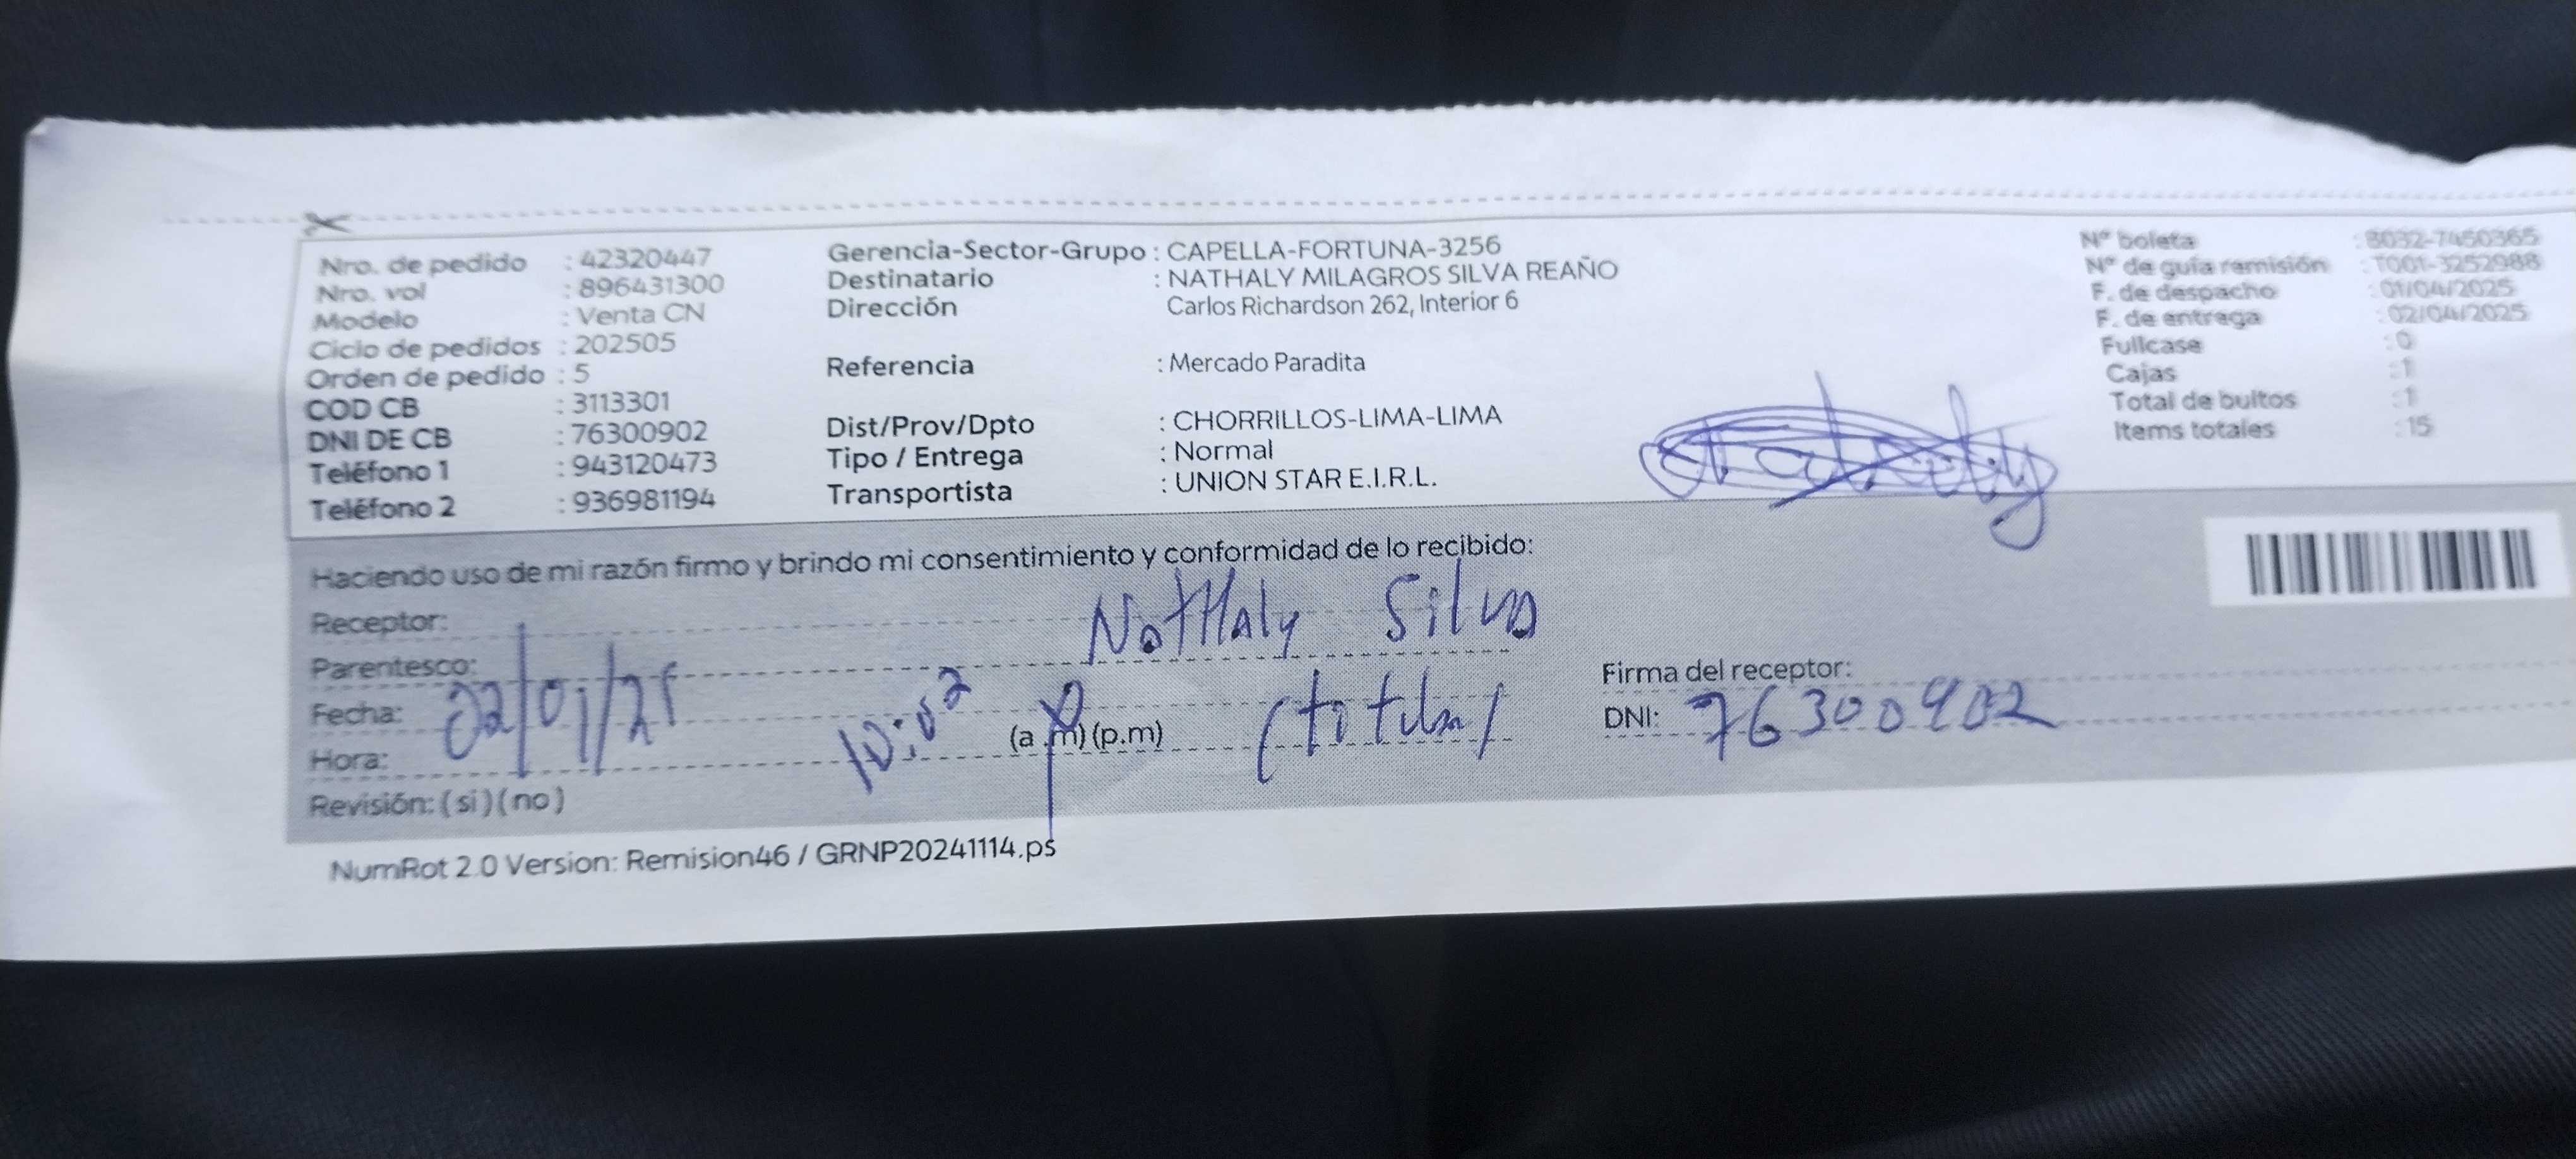 Nro. de pedido : 42320447
Nro. vol : 896431300
Modelo : Venta CN
Ciclo de pedidos : 202505
Orden de pedido : 5
COD CB : 3113301
DNI DE CB : 76300902
Teléfono 1 : 943120473
Teléfono 2 : 936981194
Gerencia-Sector-Grupo : CAPELLA-FORTUNA-3256
Destinatario : NATHALY MILAGROS SILVA REAÑO
Dirección Carlos Richardson 262, Interior 6
Referencia : Mercado Paradita
Dist/Prov/Dpto : CHORRILLOS-LIMA-LIMA
Tipo / Entrega : Normal
Transportista : UNION STAR E.I.R.L.
N° boleta : B032-7450365
N° de guía remisión : T001-3252988
F. de despacho : 01/04/2025
F. de entrega : 02/04/2025
Fullcase : 0
Cajas : 1
Total de bultos : 1
Items totales : 15
Haciendo uso de mi razón firmo y brindo mi consentimiento y conformidad de lo recibido:
Receptor: Nathaly Silva
Parentesco: (titular)
Fecha:
Hora: 10:02 (a.m) (p.m)
Revisión: (si) (no)
Firma del receptor:
DNI: 76300902
NumRot 2.0 Version: Remision46 / GRNP20241114.ps